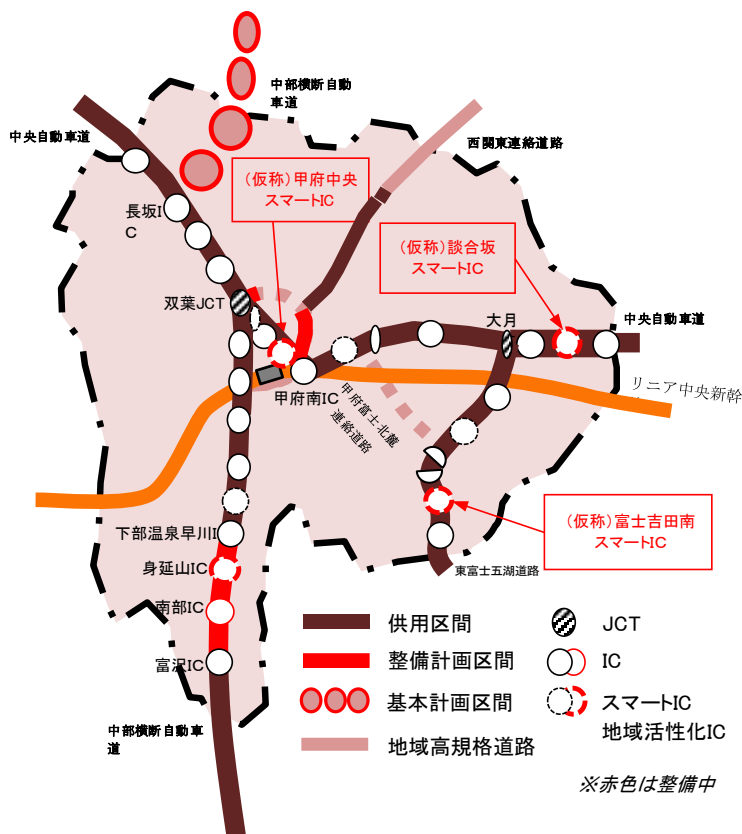 中部横断自動
車道
中央自動車道
西関東連絡道路
(仮称)甲府中央
スマートIC
長坂I
C
(仮称)談合坂
スマートIC
双葉JCT
大月
中央自動車道
甲府南IC
リニア中央新幹
甲府富士北麓
連絡道路
(仮称)富士吉田南
スマートIC
下部温泉早川I
身延山IC
東富士五湖道路
南部IC
富沢IC
中部横断自動車
道
供用区間
JCT
整備計画区間
IC
基本計画区間
スマートIC
地域活性化IC
地域高規格道路
※赤色は整備中